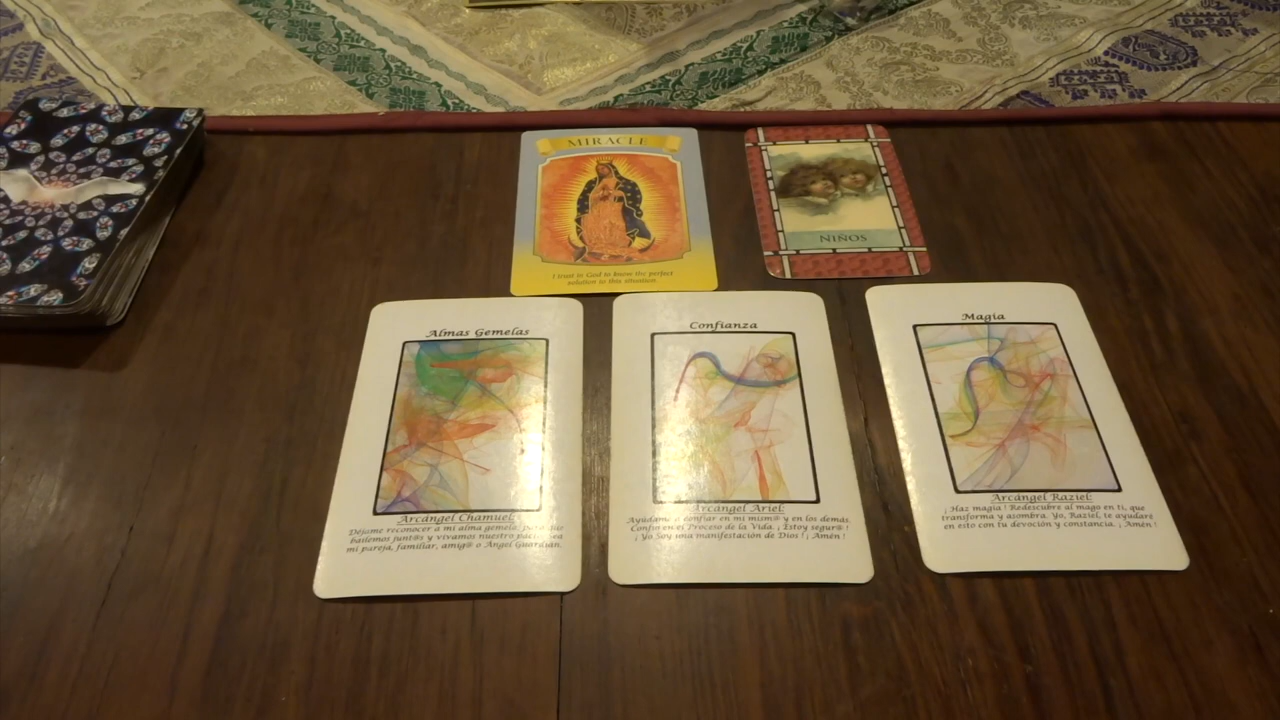 MIRACLE
I trust in God to know the perfect
solution to this situation.
NIÑOS
Almas Gemelas
Arcángel Chamuel:
Déjame reconocer a mi alma gemela, para que
bailemos junt@s y vivamos nuestro pacto. Sea
mi pareja, familiar, amig@ o Ángel Guardián.
Confianza
Arcángel Ariel:
Ayúdame a confiar en mi mism@ y en los demás.
Confío en el Proceso de la Vida. ¡ Estoy segur@ !
¡ Yo Soy una manifestación de Dios ! ¡ Amén !
Magia
Arcángel Raziel:
¡ Haz magia ! Redescubre al mago en ti, que
transforma y asombra. Yo, Raziel, te ayudaré
en esto con tu devoción y constancia. ¡ Amén !